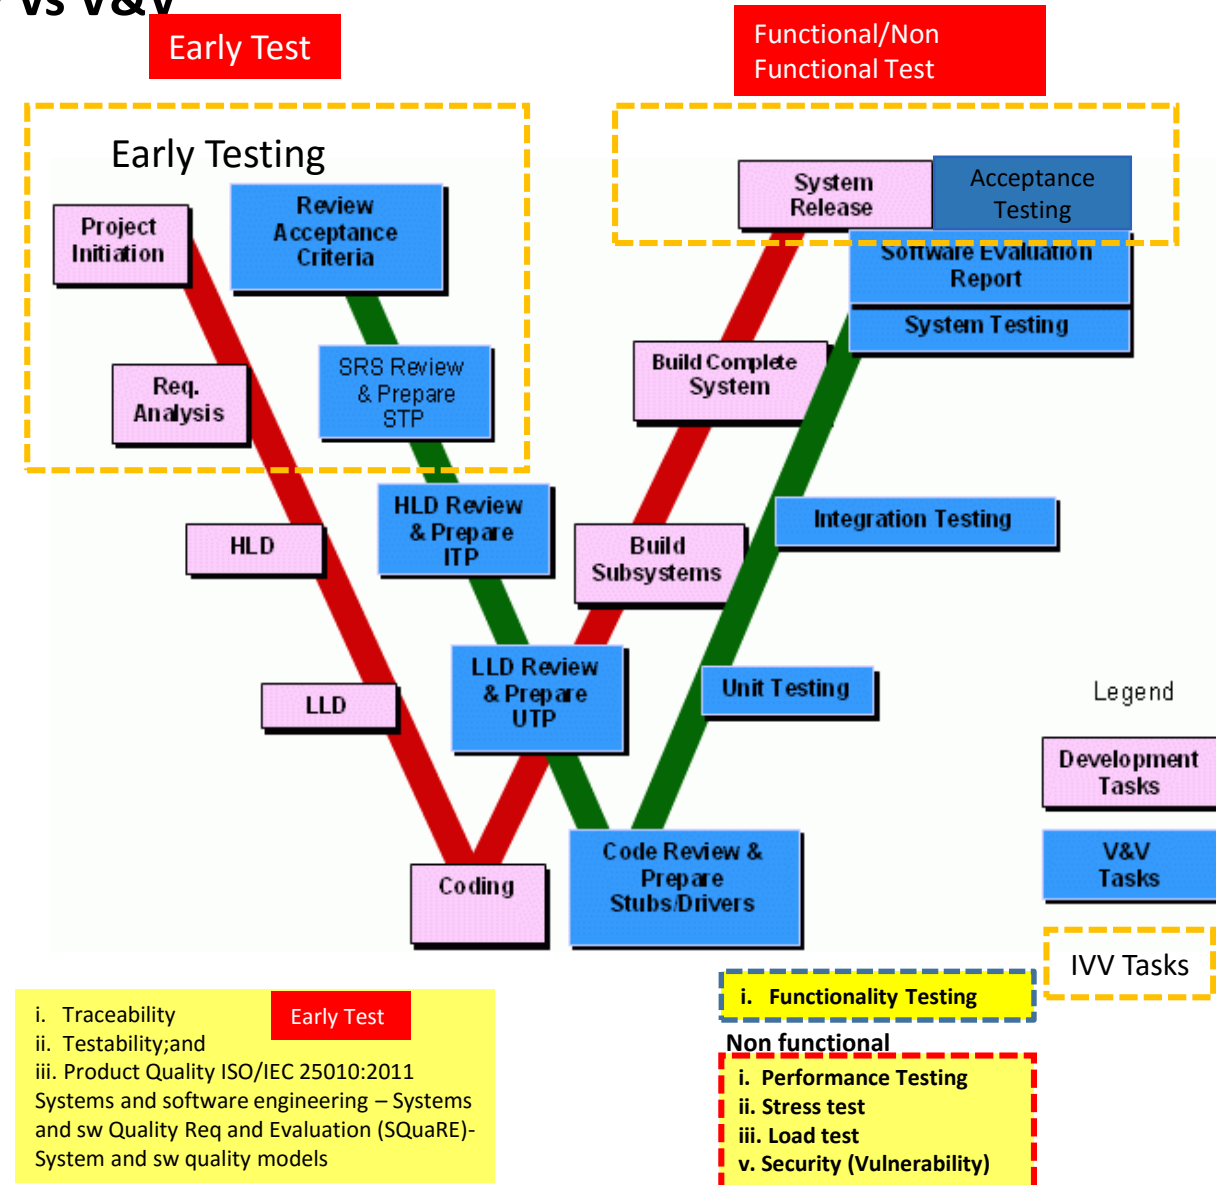 vs V&V
Early Test
Functional/Non
Functional Test
Early Testing
Project
Initiation
Review
Acceptance
Criteria
System
Release
Acceptance
Testing
Software Evaluation
Report
System Testing
Req.
Analysis
SRS Review
& Prepare
STP
Build Complete
System
HLD
HLD Review
& Prepare
ITP
Build
Subsystems
Integration Testing
LLD
LLD Review
& Prepare
UTP
Unit Testing
Coding
Code Review &
Prepare
Stubs/Drivers
Legend
Development
Tasks
V&V
Tasks
IVV Tasks
i. Traceability
Early Test
ii. Testability;and
iii. Product Quality ISO/IEC 25010:2011
Systems and software engineering – Systems
and sw Quality Req and Evaluation (SQuaRE)-
System and sw quality models
i. Functionality Testing
Non functional
i. Performance Testing
ii. Stress test
iii. Load test
v. Security (Vulnerability)